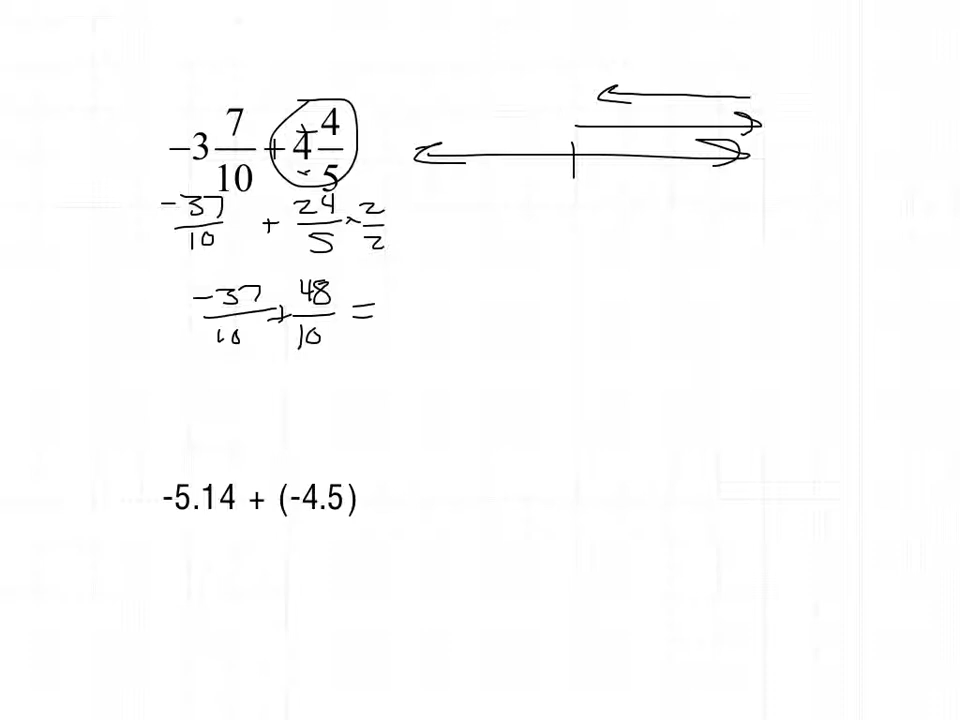 −3 7/10 + 4 4/5
-37/10 + 24/5 × 2/2
-37/10 + 48/10 =
-5.14 + (-4.5)